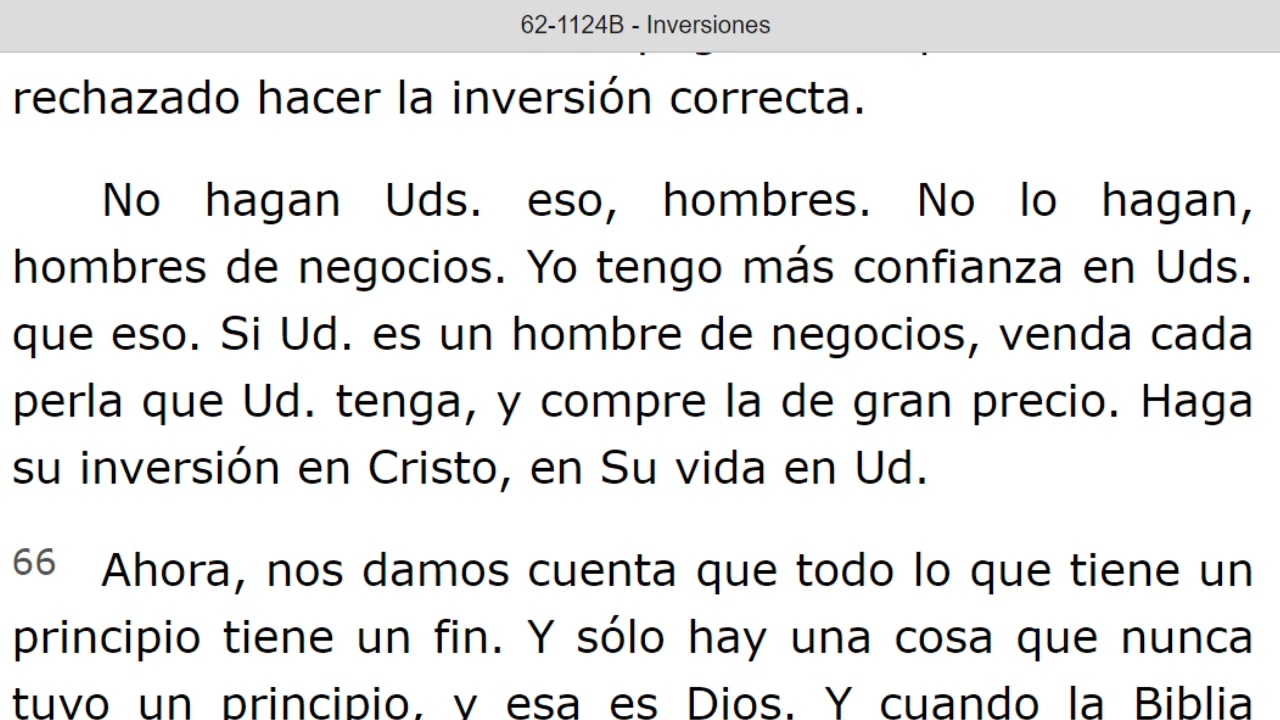 62-1124B - Inversiones
rechazado hacer la inversión correcta.
No hagan Uds. eso, hombres. No lo hagan,
hombres de negocios. Yo tengo más confianza en Uds.
que eso. Si Ud. es un hombre de negocios, venda cada
perla que Ud. tenga, y compre la de gran precio. Haga
su inversión en Cristo, en Su vida en Ud.
66 Ahora, nos damos cuenta que todo lo que tiene un
principio tiene un fin. Y sólo hay una cosa que nunca
tuvo un principio, y esa es Dios. Y cuando la Biblia